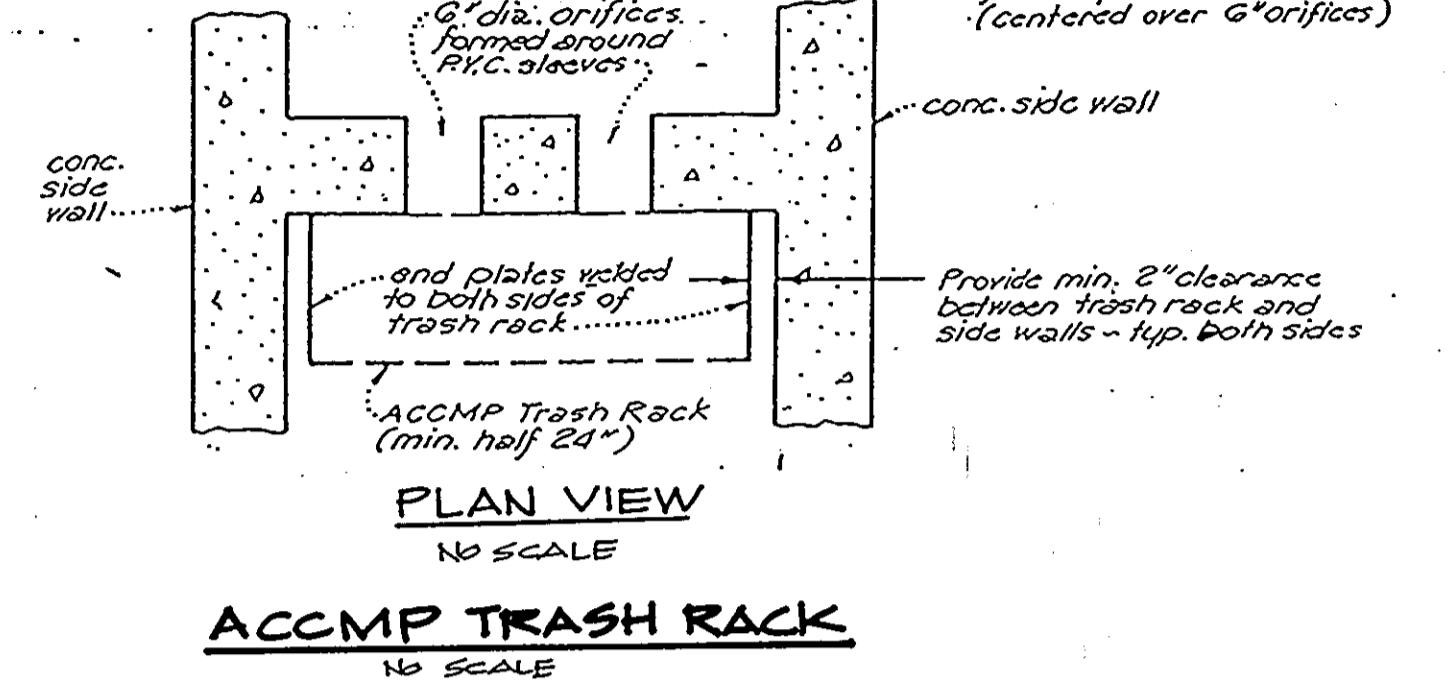 6" dia. orifices
formed around
P.V.C. sleeves
(centered over 6" orifices)
conc. side wall
conc.
side
wall
end plates welded
to both sides of
trash rack
Provide min. 2" clearance
between trash rack and
side walls ~ typ. both sides
ACCMP Trash Rack
(min. half 24")
PLAN VIEW
NO SCALE
ACCMP TRASH RACK
NO SCALE